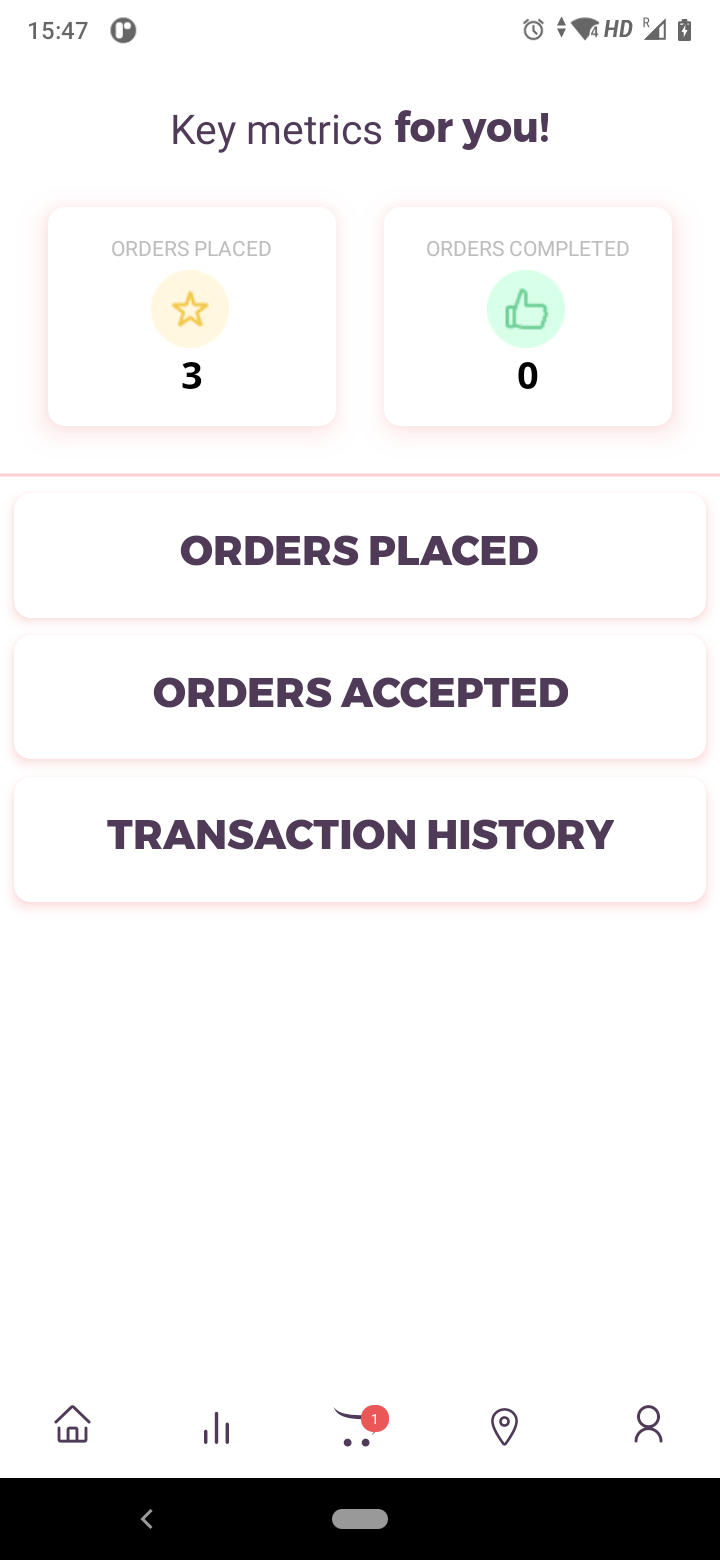 15:47
4 HD R
Key metrics for you!
ORDERS PLACED
ORDERS COMPLETED
3
0
ORDERS PLACED
ORDERS ACCEPTED
TRANSACTION HISTORY
1